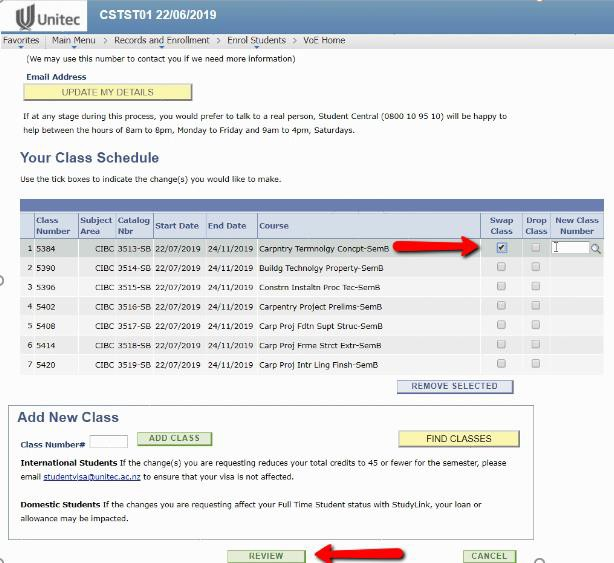 Unitec
CSTST01 22/06/2019
Favorites Main Menu > Records and Enrollment > Enrol Students > VoE Home
(We may use this number to contact you if we need more information)
Email Address
UPDATE MY DETAILS
If at any stage during this process, you would prefer to talk to a real person, Student Central (0800 10 95 10) will be happy to
help between the hours of 8am to 8pm, Monday to Friday and 9am to 4pm, Saturdays.
Your Class Schedule
Use the tick boxes to indicate the change(s) you would like to make.
Class Number Subject Area Catalog Nbr Start Date End Date Course Swap Class Drop Class New Class Number
1 5384 CIBC 3513-SB 22/07/2019 24/11/2019 Carpntry Termnolgy Concpt-SemB
2 5390 CIBC 3514-SB 22/07/2019 24/11/2019 Buildg Technolgy Property-SemB
3 5396 CIBC 3515-SB 22/07/2019 24/11/2019 Constrn Instaltn Proc Tec-SemB
4 5402 CIBC 3516-SB 22/07/2019 24/11/2019 Carpentry Project Prelims-SemB
5 5408 CIBC 3517-SB 22/07/2019 24/11/2019 Carp Proj Fdtn Supt Struc-SemB
6 5414 CIBC 3518-SB 22/07/2019 24/11/2019 Carp Proj Frme Strct Extr-SemB
7 5420 CIBC 3519-SB 22/07/2019 24/11/2019 Carp Proj Intr Ling Finsh-SemB
REMOVE SELECTED
Add New Class
Class Number# ADD CLASS FIND CLASSES
International Students If the change(s) you are requesting reduces your total credits to 45 or fewer for the semester, please
email studentvisa@unitec.ac.nz to ensure that your visa is not affected.
Domestic Students If the changes you are requesting affect your Full Time Student status with StudyLink, your loan or
allowance may be impacted.
REVIEW CANCEL